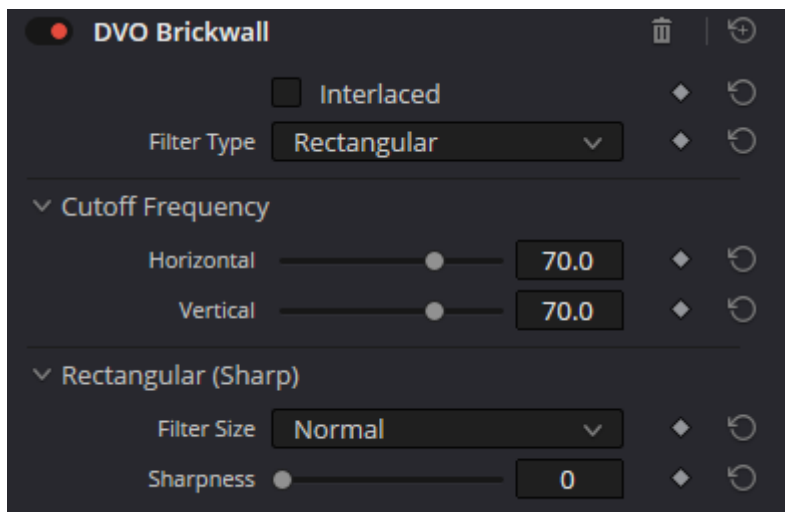 DVO Brickwall
Interlaced
Filter Type Rectangular
Cutoff Frequency
Horizontal 70.0
Vertical 70.0
Rectangular (Sharp)
Filter Size Normal
Sharpness 0